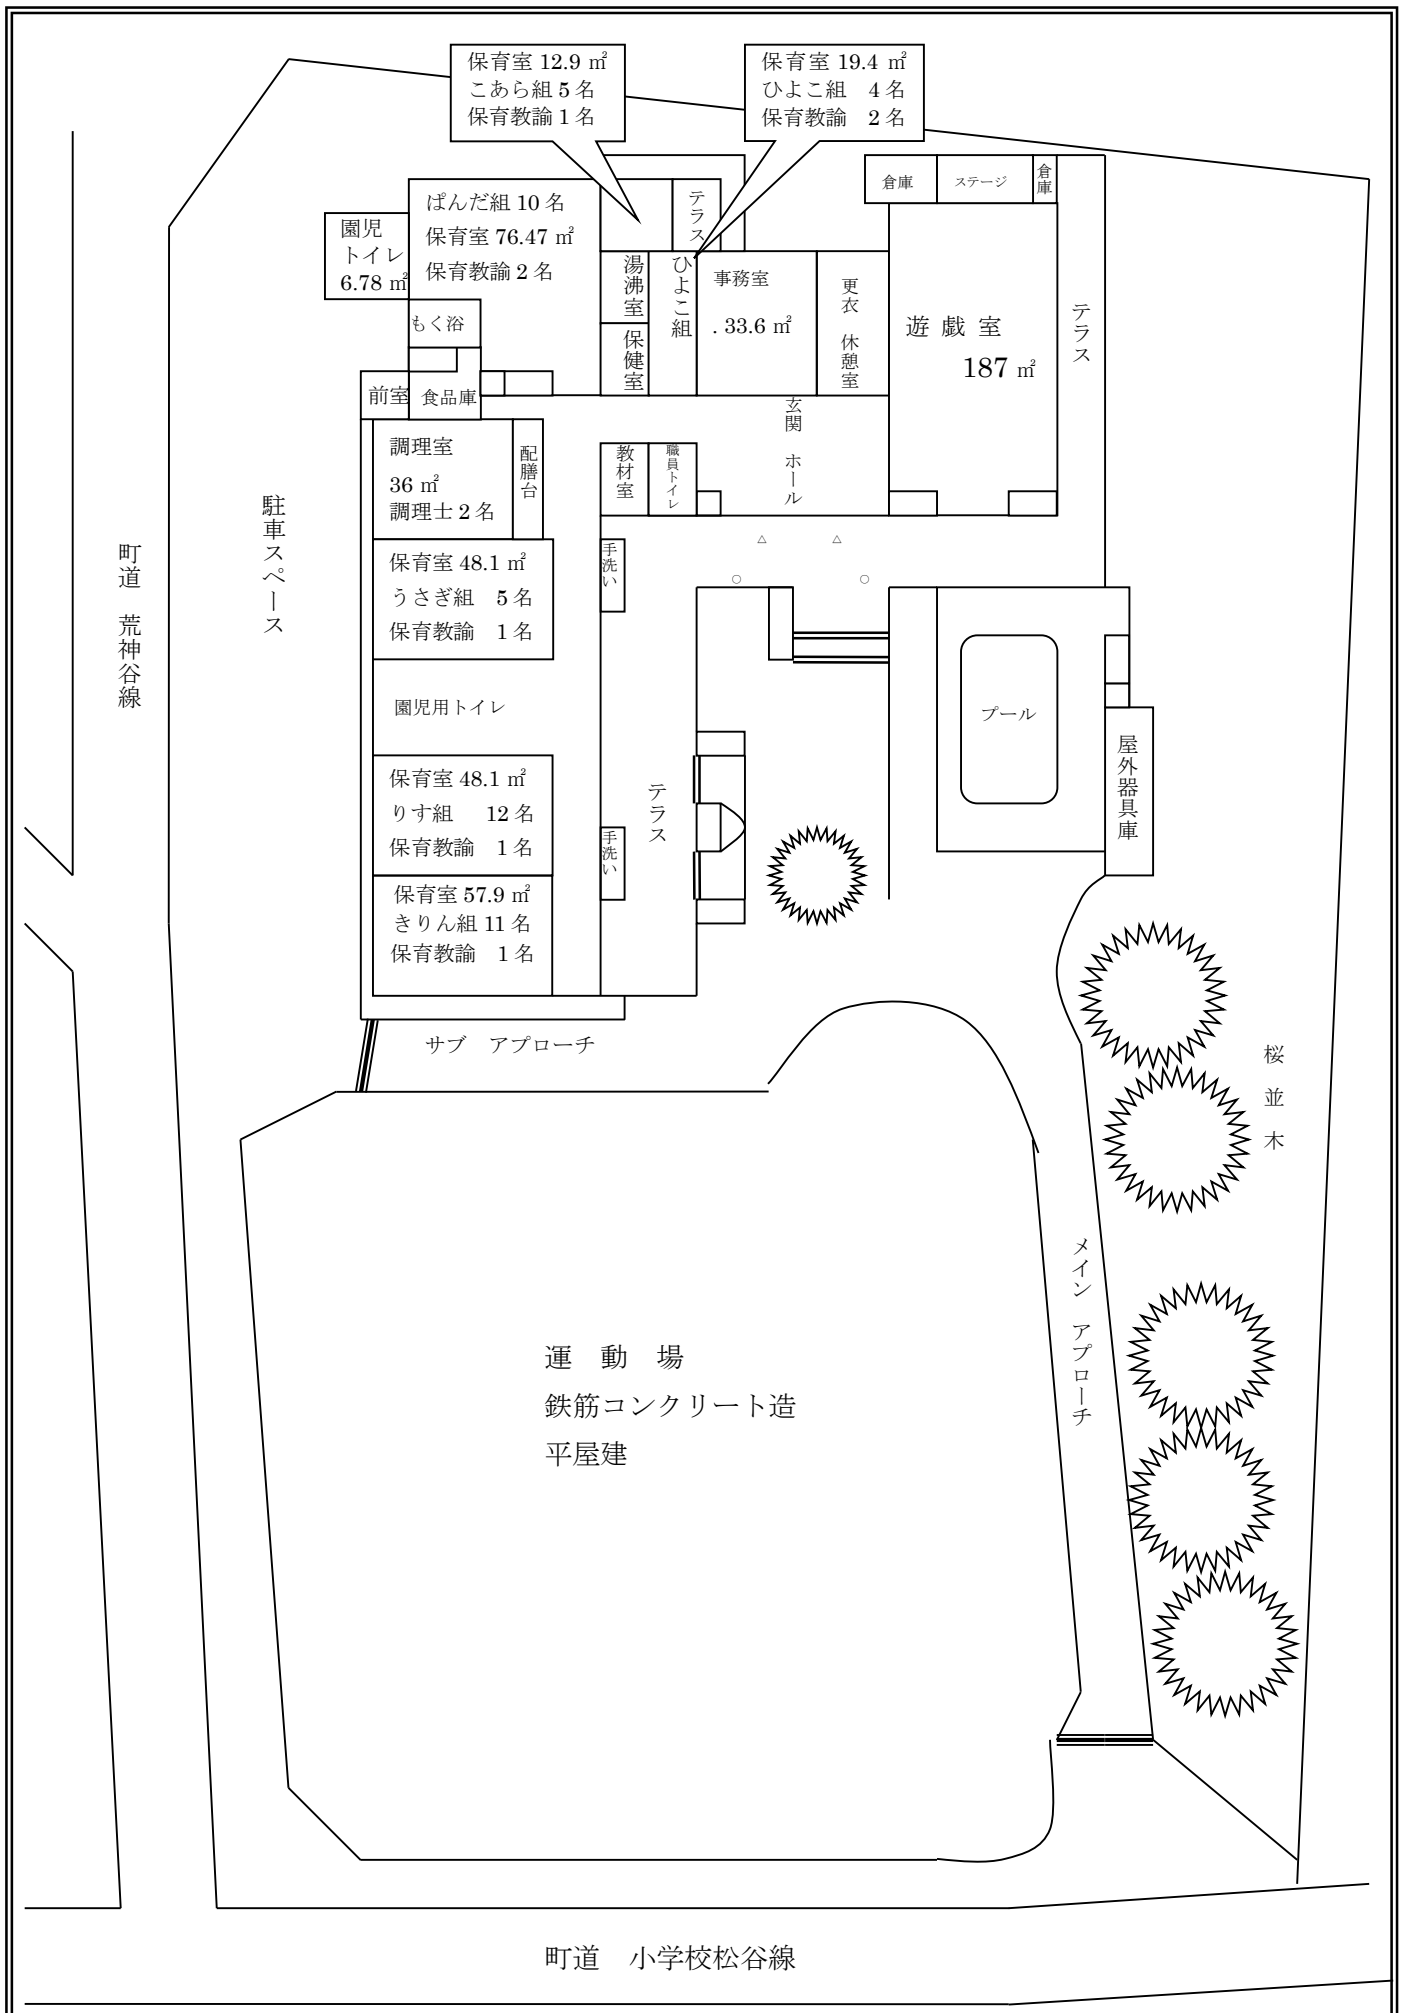 保育室 12.9 ㎡
こあら組 5 名
保育教諭 1 名
保育室 19.4 ㎡
ひよこ組　4 名
保育教諭　2 名
倉庫
ステージ
倉庫
ぱんだ組 10 名
保育室 76.47 ㎡
保育教諭 2 名
テラス
園児
トイレ
6.78 ㎡
湯沸室
ひよこ組
事務室
. 33.6 ㎡
更衣　休憩室
遊 戯 室
187 ㎡
テラス
もく浴
保健室
前室
食品庫
玄関　ホール
調理室
36 ㎡
調理士 2 名
配膳台
教材室
職員トイレ
駐車スペース
町道　荒神谷線
保育室 48.1 ㎡
うさぎ組　5 名
保育教諭　1 名
手洗い
△
△
○
○
園児用トイレ
プール
屋外器具庫
保育室 48.1 ㎡
りす組　12 名
保育教諭　1 名
テラス
手洗い
保育室 57.9 ㎡
きりん組 11 名
保育教諭　1 名
サブ　アプローチ
桜並木
メイン　アプローチ
運　動　場
鉄筋コンクリート造
平屋建
町道　小学校松谷線